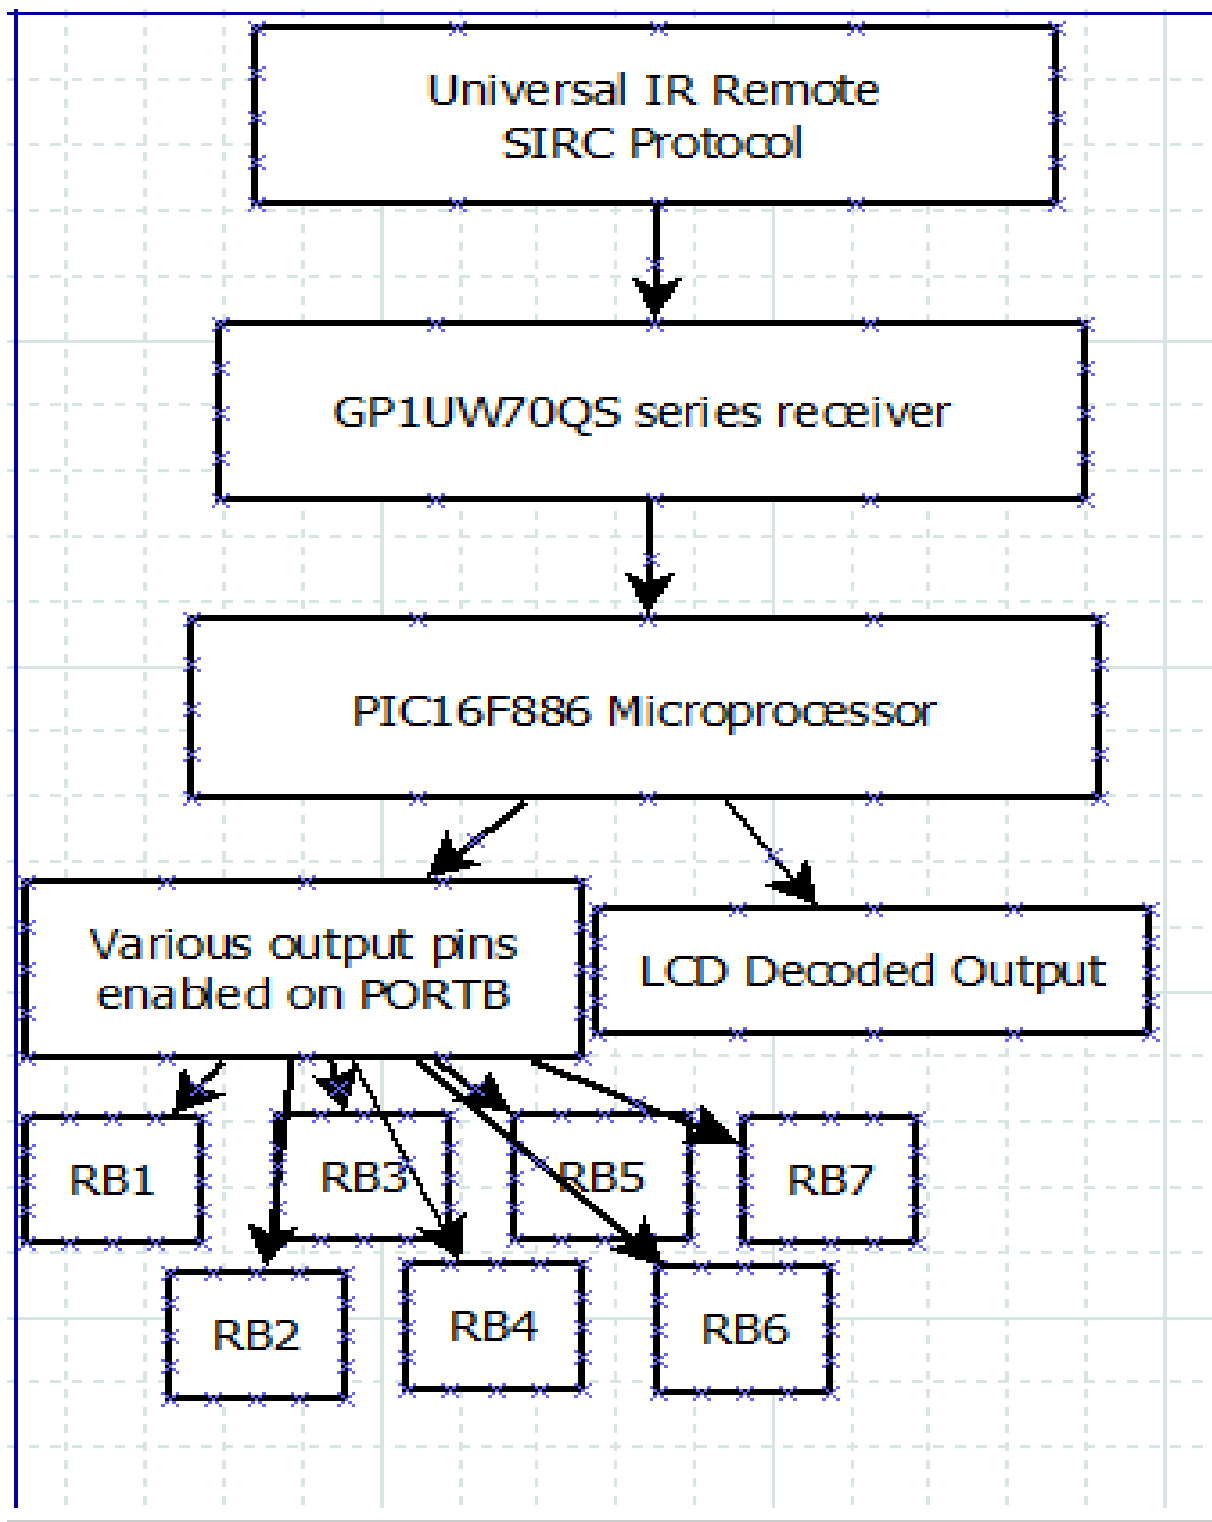 Universal IR Remote
SIRC Protocol
GP1UW70QS series receiver
PIC16F886 Microprocessor
Various output pins
enabled on PORTB
LCD Decoded Output
RB1
RB3
RB5
RB7
RB2
RB4
RB6